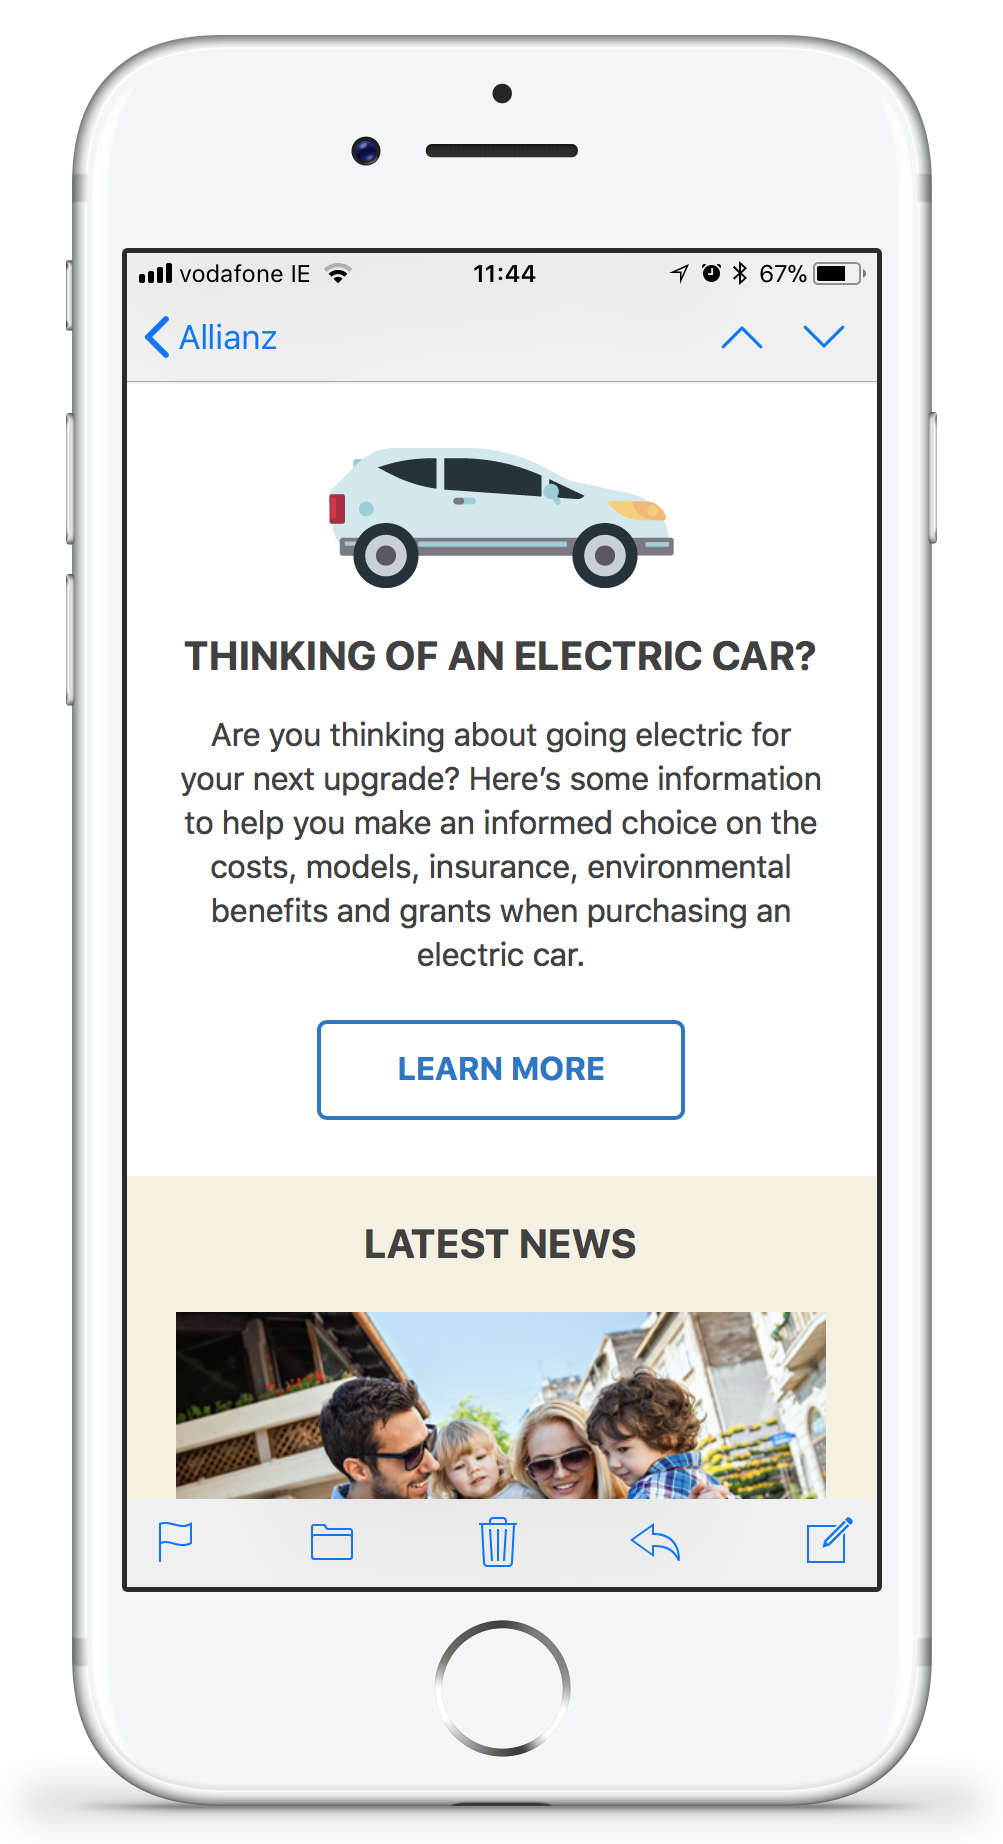 vodafone IE 11:44 67%
Allianz
THINKING OF AN ELECTRIC CAR?
Are you thinking about going electric for
your next upgrade? Here’s some information
to help you make an informed choice on the
costs, models, insurance, environmental
benefits and grants when purchasing an
electric car.
LEARN MORE
LATEST NEWS